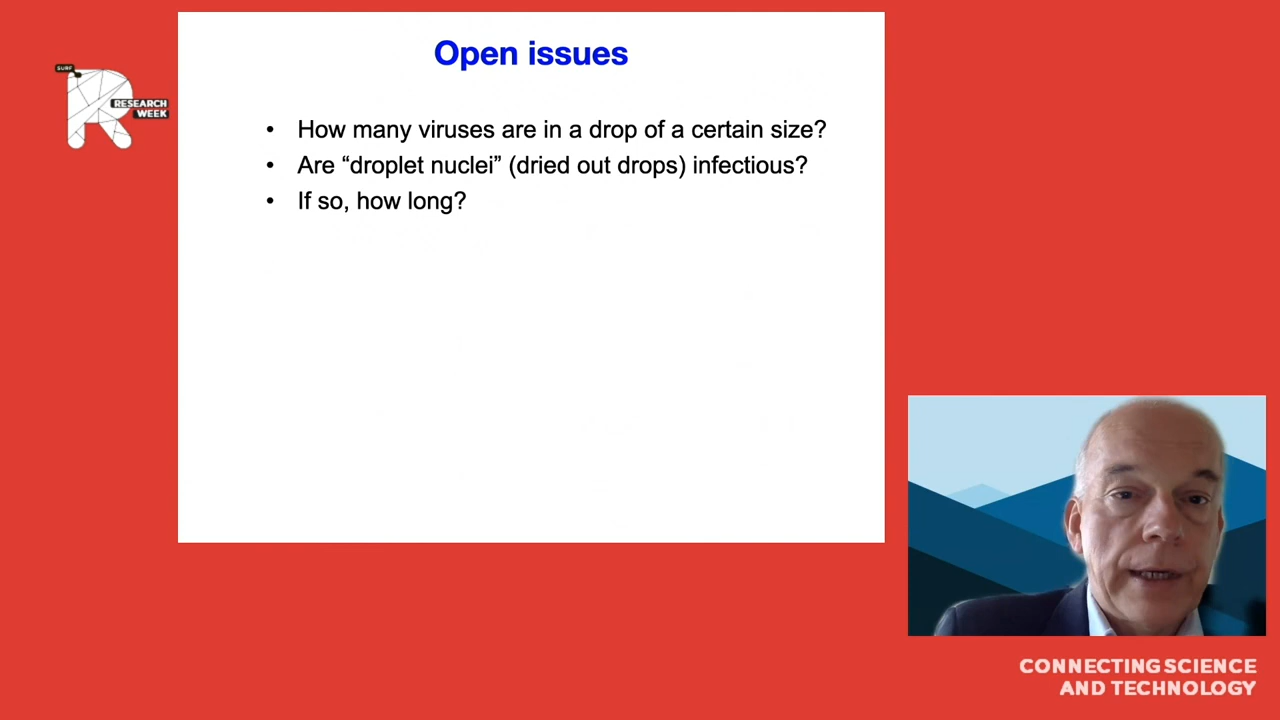 Open issues
SURF
RESEARCH
WEEK
• How many viruses are in a drop of a certain size?
• Are “droplet nuclei” (dried out drops) infectious?
• If so, how long?
CONNECTING SCIENCE
AND TECHNOLOGY